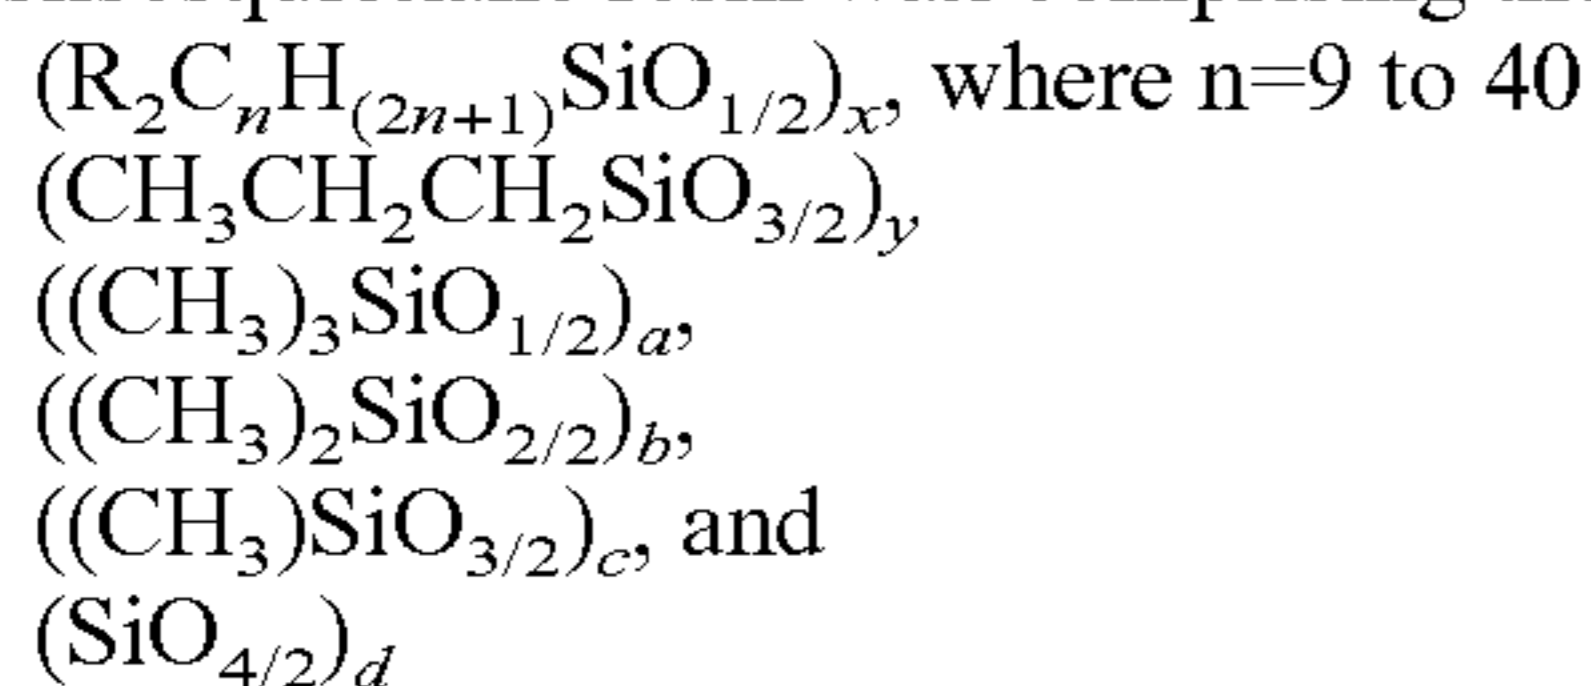 (R₂CₙH₍₂ₙ₊₁₎SiO₁/₂)ₓ, where n=9 to 40
(CH₃CH₂CH₂SiO₃/₂)y
((CH₃)₃SiO₁/₂)ₐ,
((CH₃)₂SiO₂/₂)b,
((CH₃)SiO₃/₂)c, and
(SiO₄/₂)d